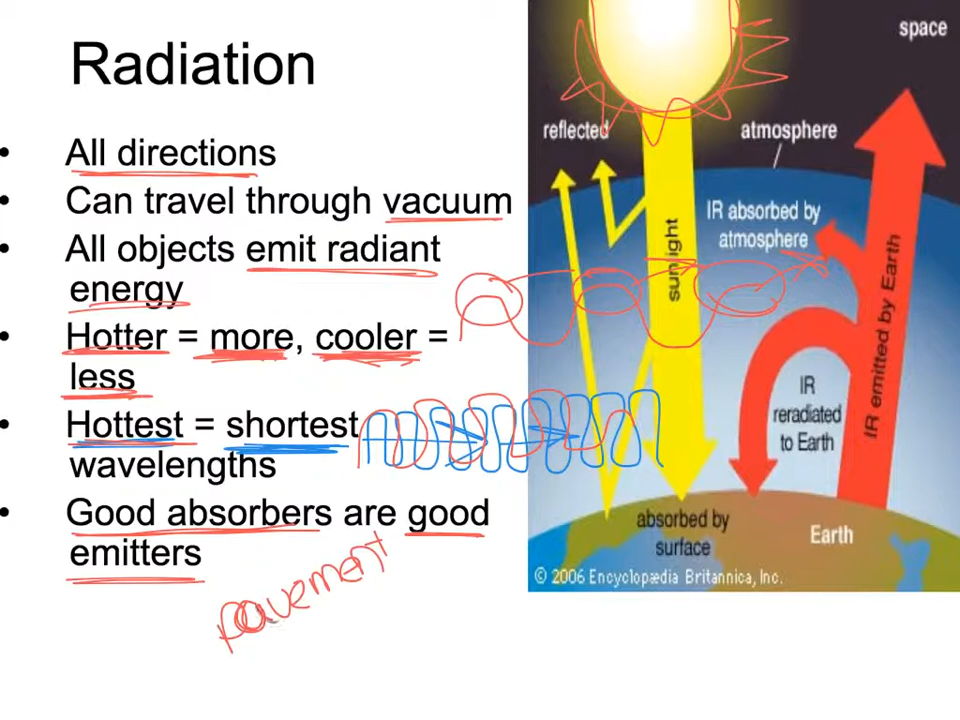 Radiation
• All directions
• Can travel through vacuum
• All objects emit radiant
energy
• Hotter = more, cooler =
less
• Hottest = shortest
wavelengths
• Good absorbers are good
emitters
pavement
space
reflected
atmosphere
IR absorbed by
atmosphere
sunlight
IR emitted by Earth
IR
reradiated
to Earth
absorbed by
surface
Earth
© 2006 Encyclopædia Britannica, Inc.